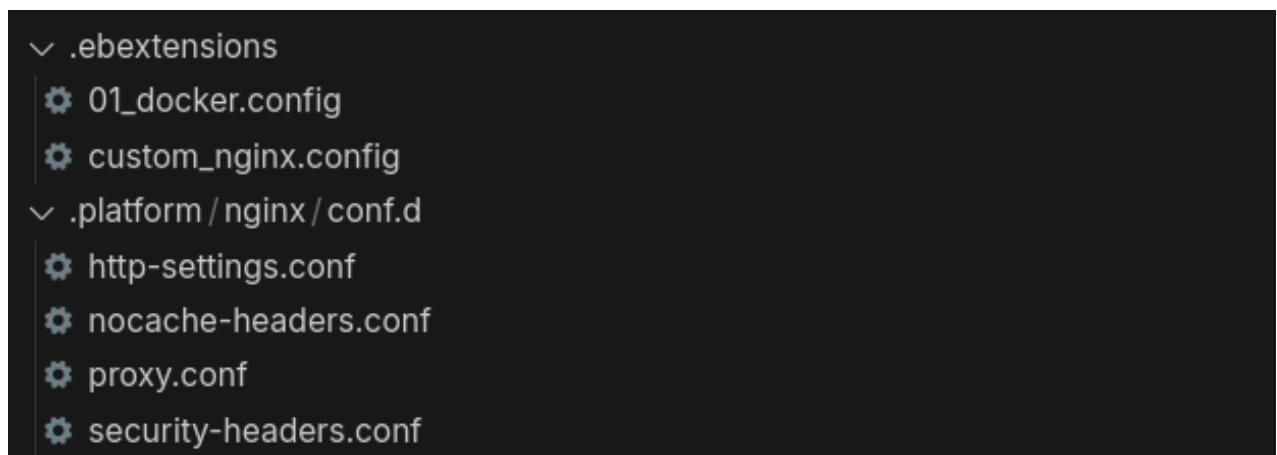 .ebextensions
01_docker.config
custom_nginx.config
.platform/nginx/conf.d
http-settings.conf
nocache-headers.conf
proxy.conf
security-headers.conf